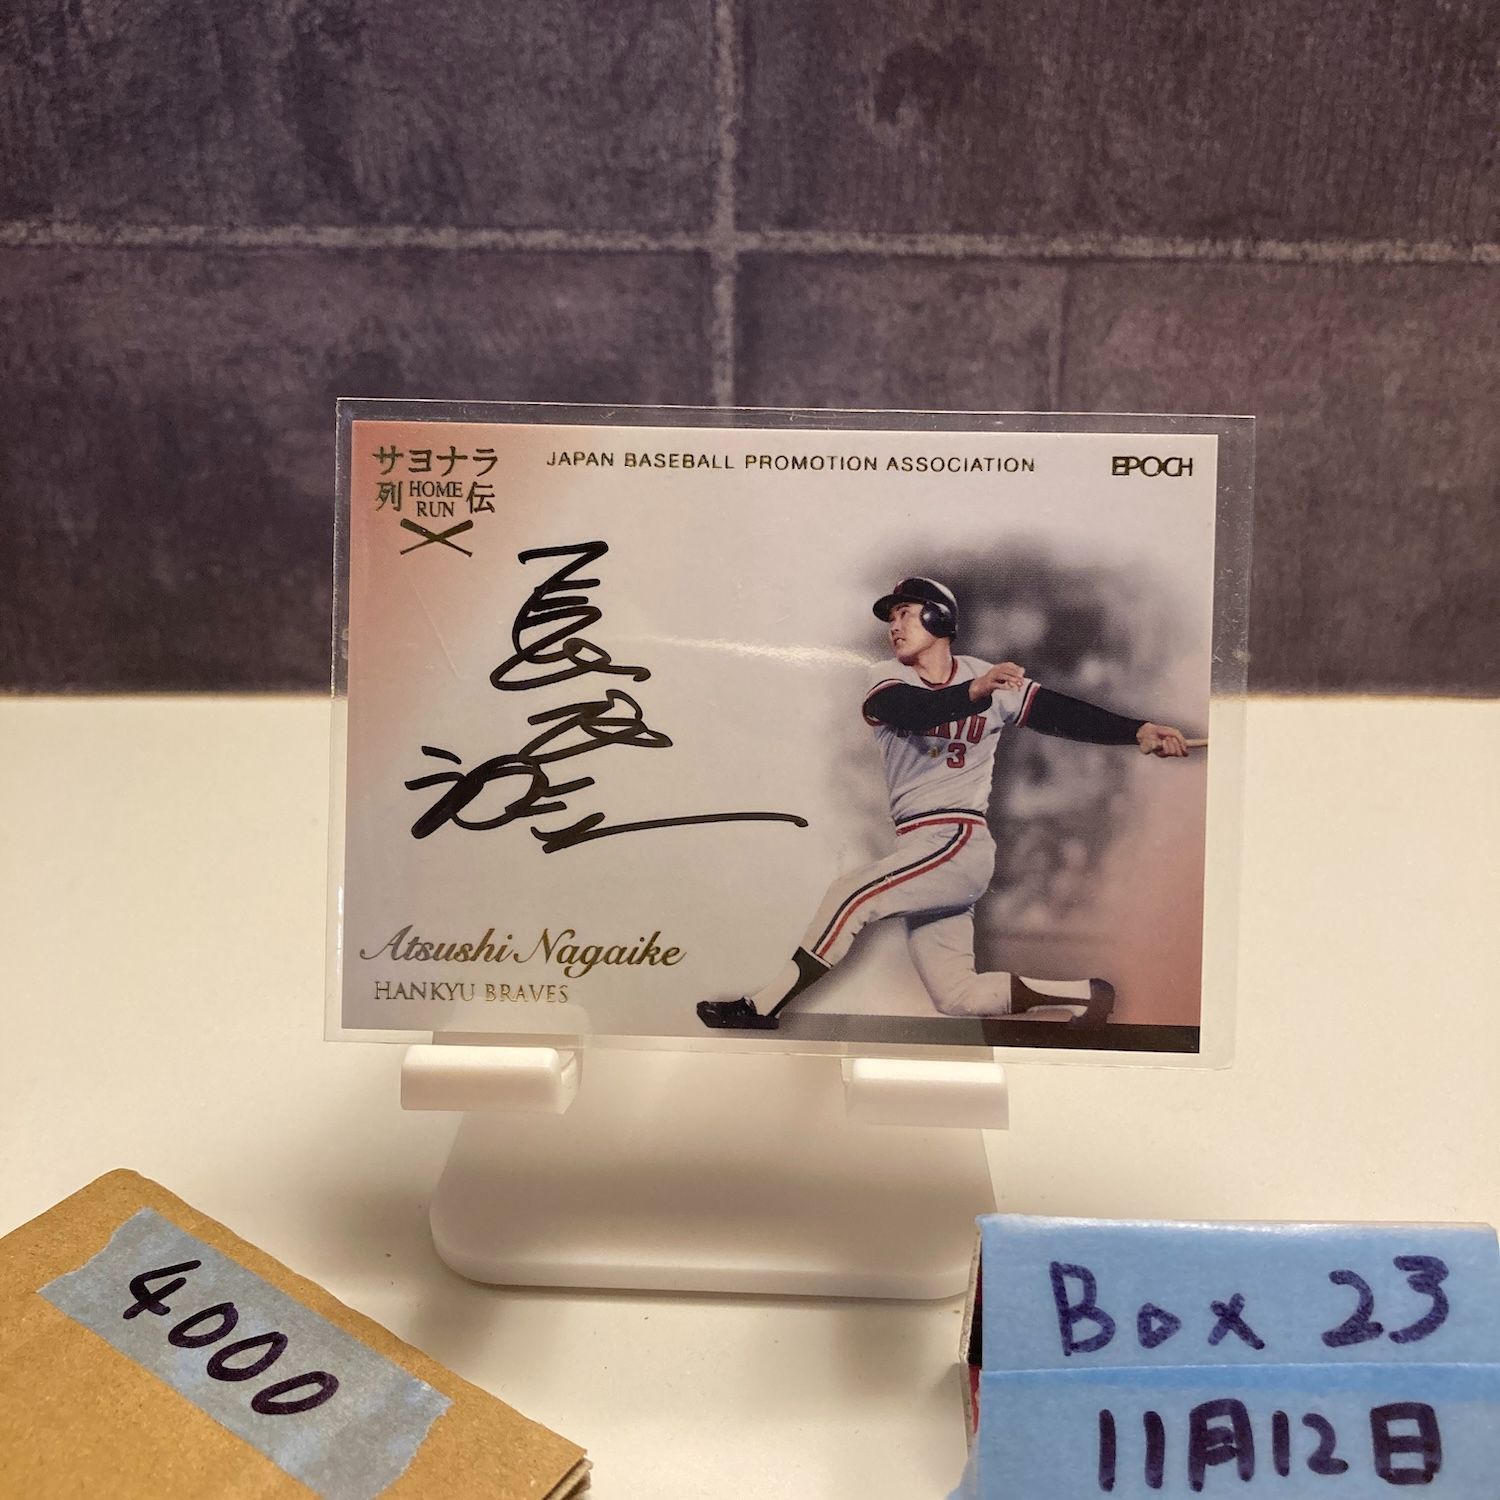 サヨナラ
列 HOME RUN 伝
JAPAN BASEBALL PROMOTION ASSOCIATION
EPOCH
3
Atsushi Nagaike
HANKYU BRAVES
4000
Box 23
11月12日